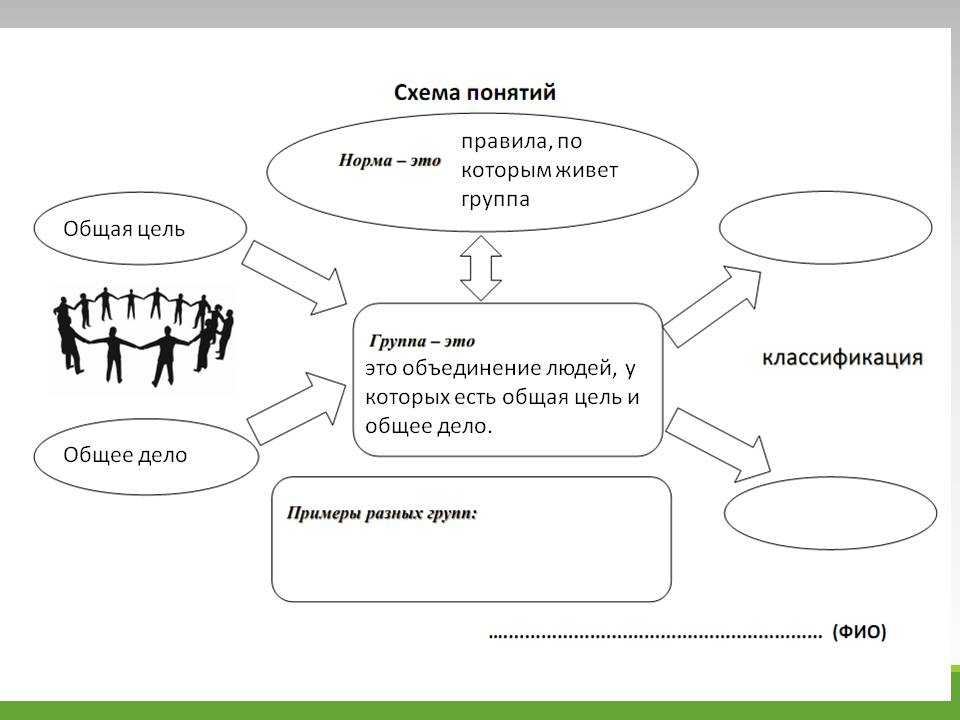 Схема понятий
Норма – это
правила, по
которым живет
группа
Общая цель
Группа – это
это объединение людей, у
которых есть общая цель и
общее дело.
классификация
Общее дело
Примеры разных групп:
................................................................ (ФИО)